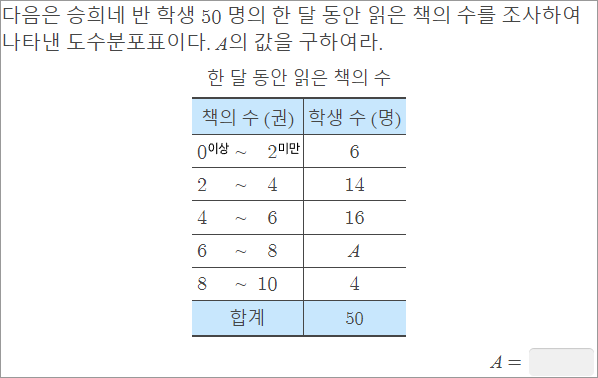 다음은 승희네 반 학생 50 명의 한 달 동안 읽은 책의 수를 조사하여
나타낸 도수분포표이다. A의 값을 구하여라.
한 달 동안 읽은 책의 수
책의 수 (권) 학생 수 (명)
0이상 ~ 2미만 6
2 ~ 4 14
4 ~ 6 16
6 ~ 8 A
8 ~ 10 4
합계 50
A =